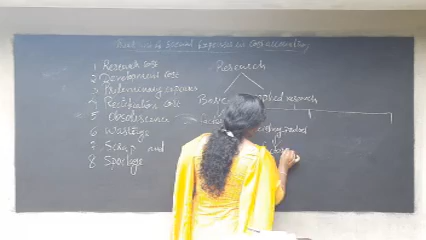 Treatment of Special Expenses in Cost accounting
1 Research Cost
2 Development Cost
3 Preliminary expenses
4 Rectification Cost
5 Obsolescence
6 Wastage
7 Scrap and
8 Spoilage
Research
research